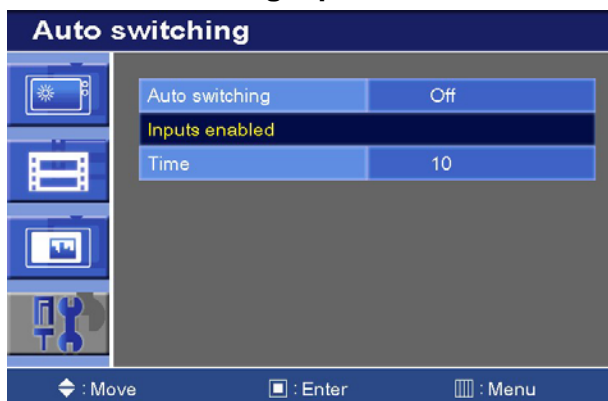 Auto switching
Auto switching Off
Inputs enabled
Time 10
: Move : Enter : Menu